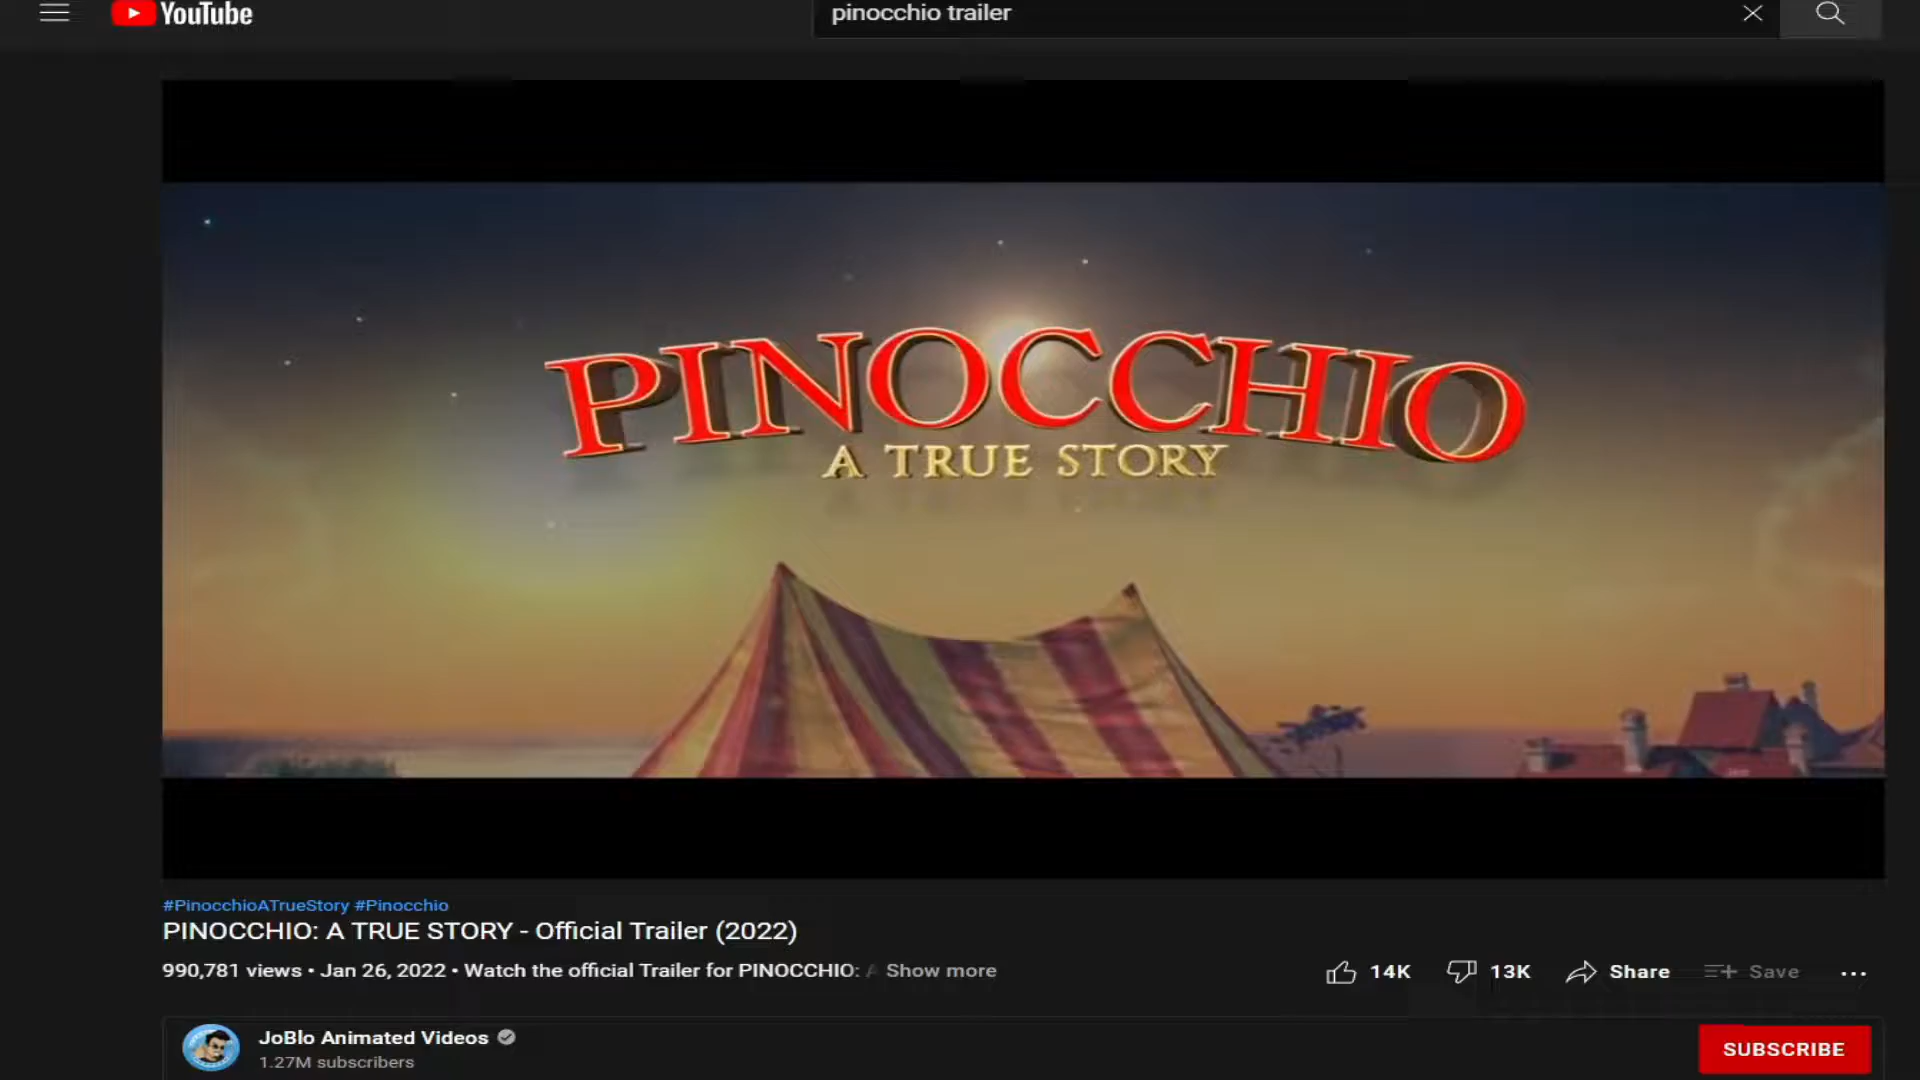 YouTube
pinocchio trailer
PINOCCHIO
A TRUE STORY
#PinocchioATrueStory #Pinocchio
PINOCCHIO: A TRUE STORY - Official Trailer (2022)
990,781 views • Jan 26, 2022 • Watch the official Trailer for PINOCCHIO: A Show more
14K 13K Share Save
JoBlo Animated Videos
1.27M subscribers
SUBSCRIBE